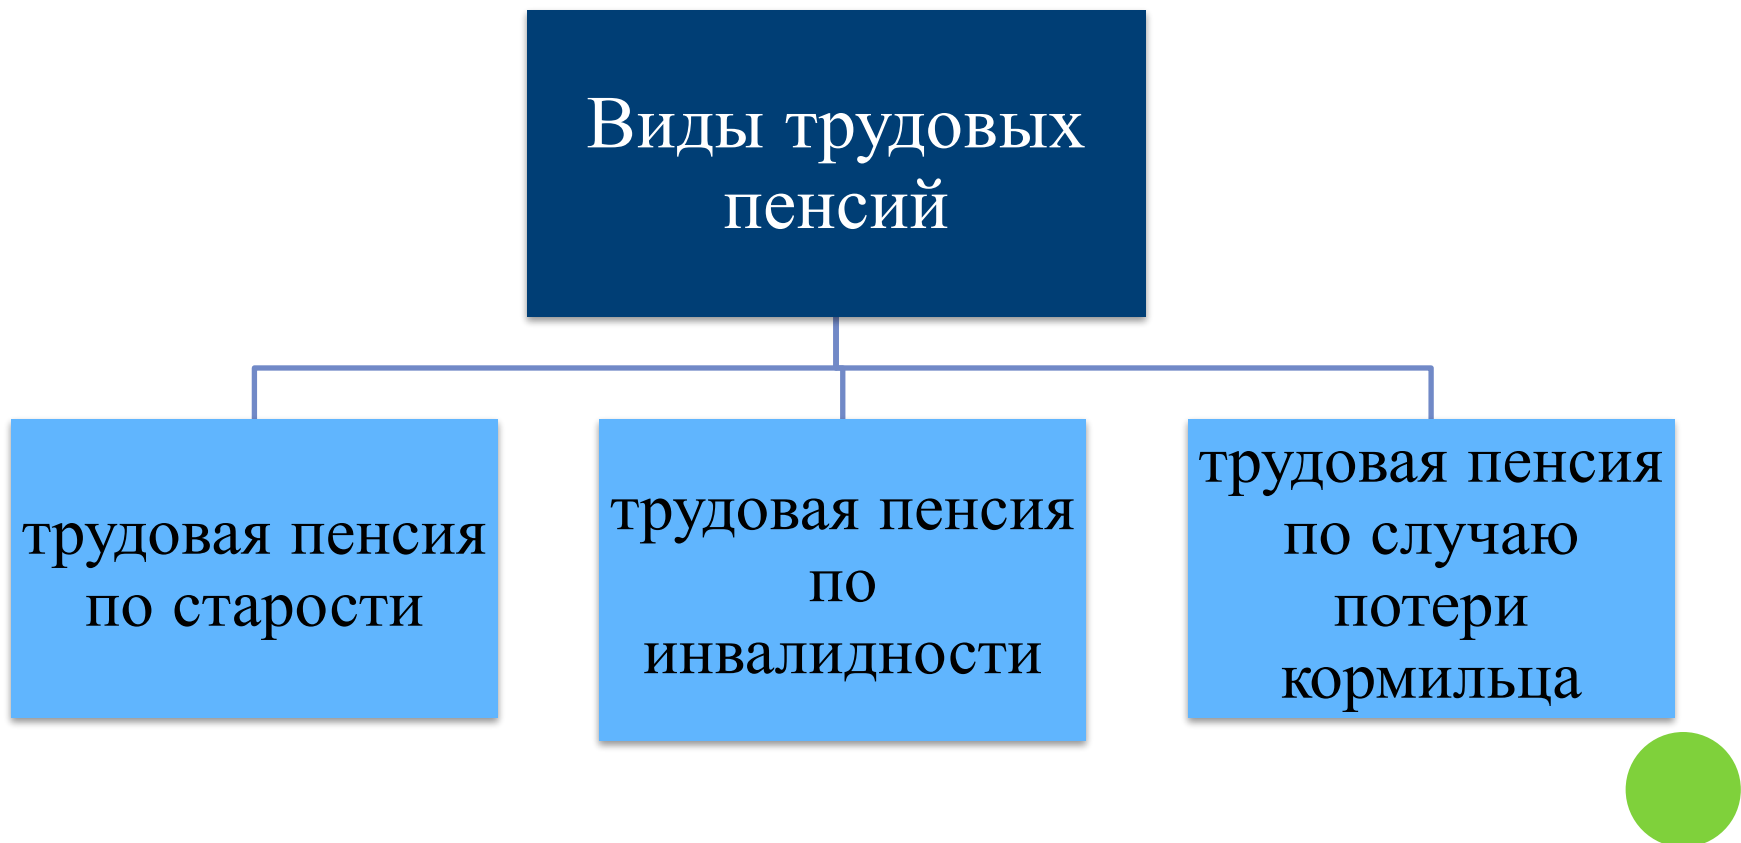 Виды трудовых
пенсий
трудовая пенсия
по старости
трудовая пенсия
по
инвалидности
трудовая пенсия
по случаю
потери
кормильца